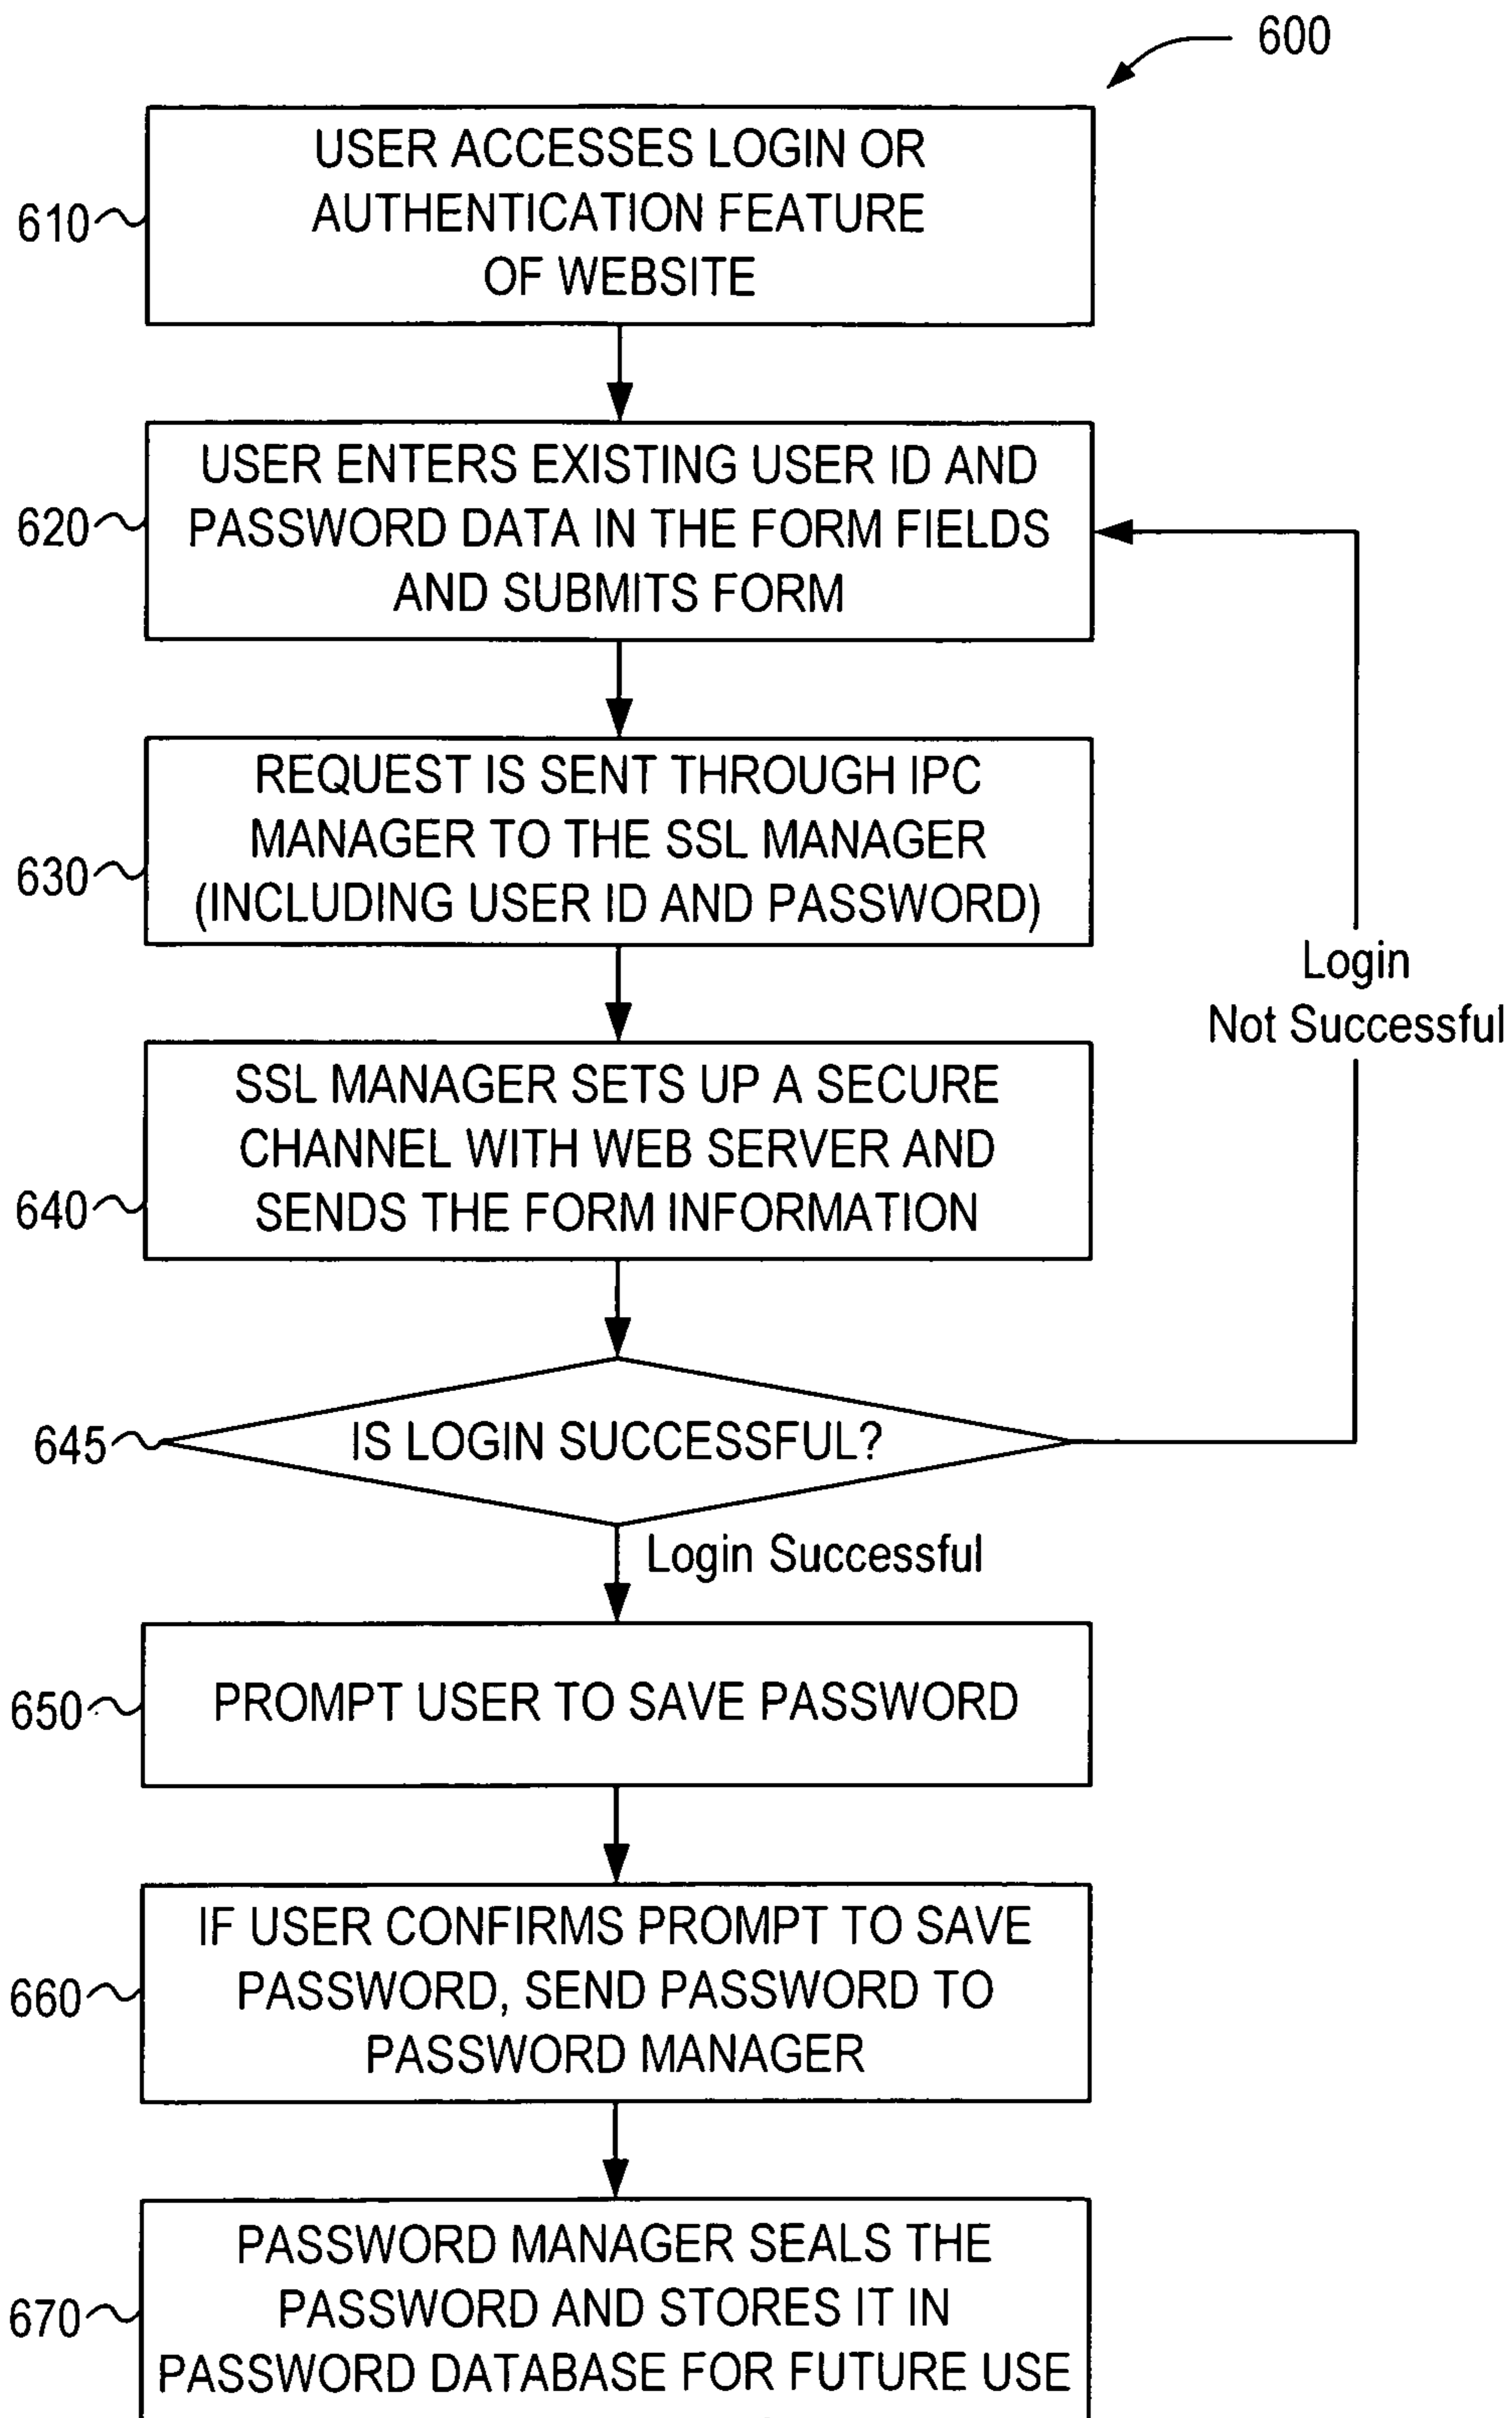 600
USER ACCESSES LOGIN OR
AUTHENTICATION FEATURE
OF WEBSITE
610
USER ENTERS EXISTING USER ID AND
PASSWORD DATA IN THE FORM FIELDS
AND SUBMITS FORM
620
REQUEST IS SENT THROUGH IPC
MANAGER TO THE SSL MANAGER
(INCLUDING USER ID AND PASSWORD)
630
Login
Not Successful
SSL MANAGER SETS UP A SECURE
CHANNEL WITH WEB SERVER AND
SENDS THE FORM INFORMATION
640
IS LOGIN SUCCESSFUL?
645
Login Successful
PROMPT USER TO SAVE PASSWORD
650
IF USER CONFIRMS PROMPT TO SAVE
PASSWORD, SEND PASSWORD TO
PASSWORD MANAGER
660
PASSWORD MANAGER SEALS THE
PASSWORD AND STORES IT IN
PASSWORD DATABASE FOR FUTURE USE
670